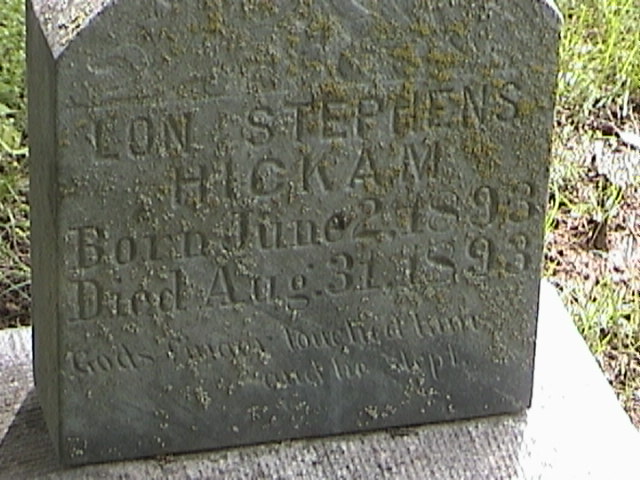 LON STEPHENS
HICKAM
Born June 2, 1893
Died Aug. 31, 1893
Gods finger touched him
and he slept.